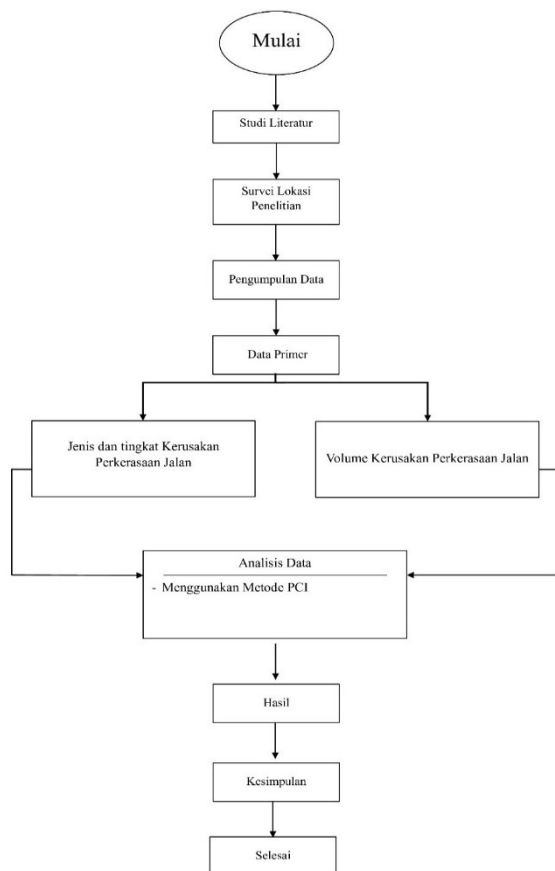 Mulai
Studi Literatur
Survei Lokasi
Penelitian
Pengumpulan Data
Data Primer
Jenis dan tingkat Kerusakan
Perkerasaan Jalan
Volume Kerusakan Perkerasaan Jalan
Analisis Data
- Menggunakan Metode PCI
Hasil
Kesimpulan
Selesai